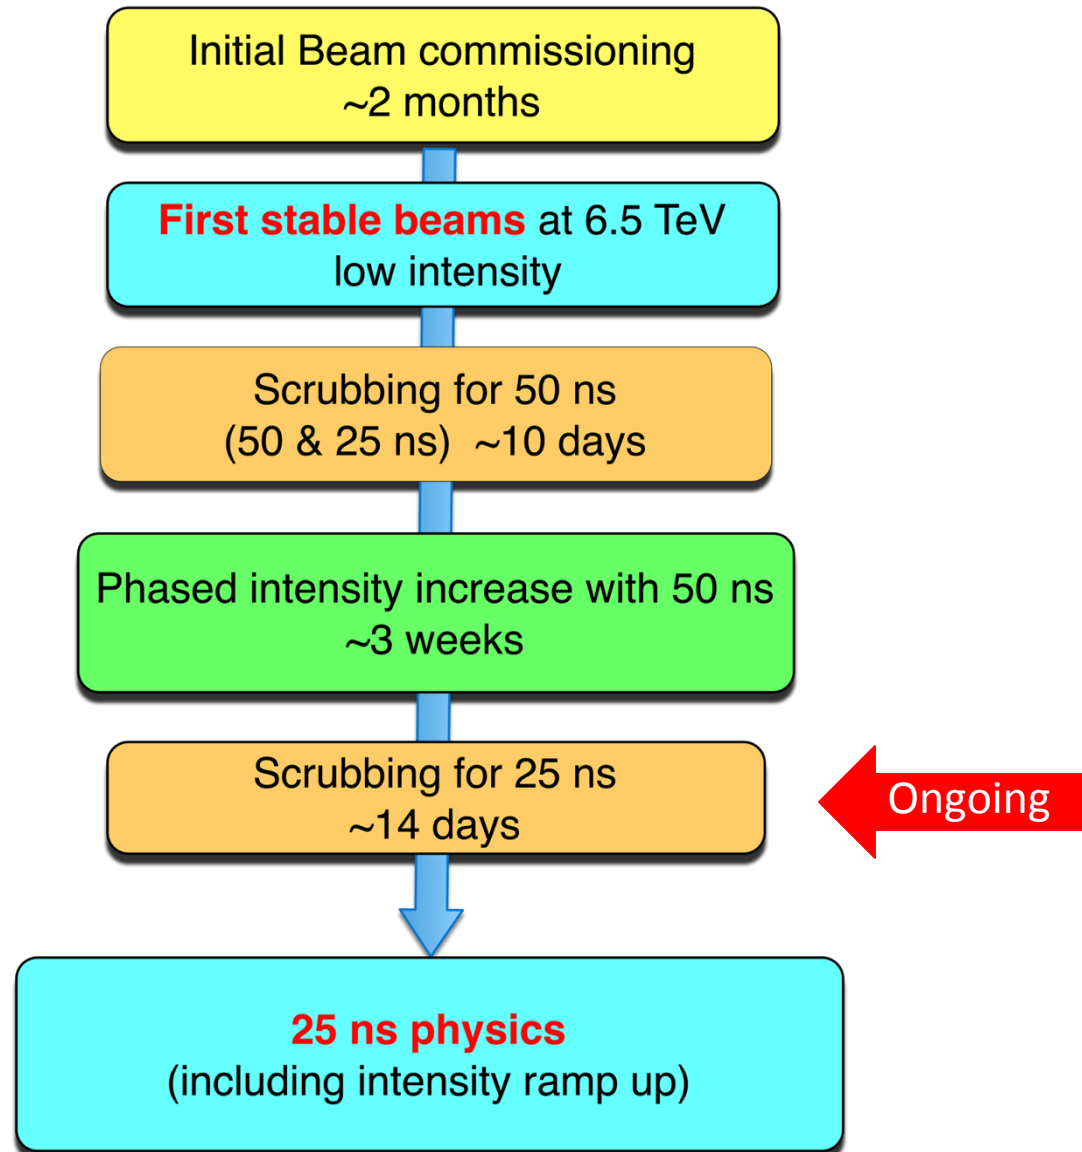 Initial Beam commissioning
~2 months
First stable beams at 6.5 TeV
low intensity
Scrubbing for 50 ns
(50 & 25 ns)  ~10 days
Phased intensity increase with 50 ns
~3 weeks
Scrubbing for 25 ns
~14 days
Ongoing
25 ns physics
(including intensity ramp up)